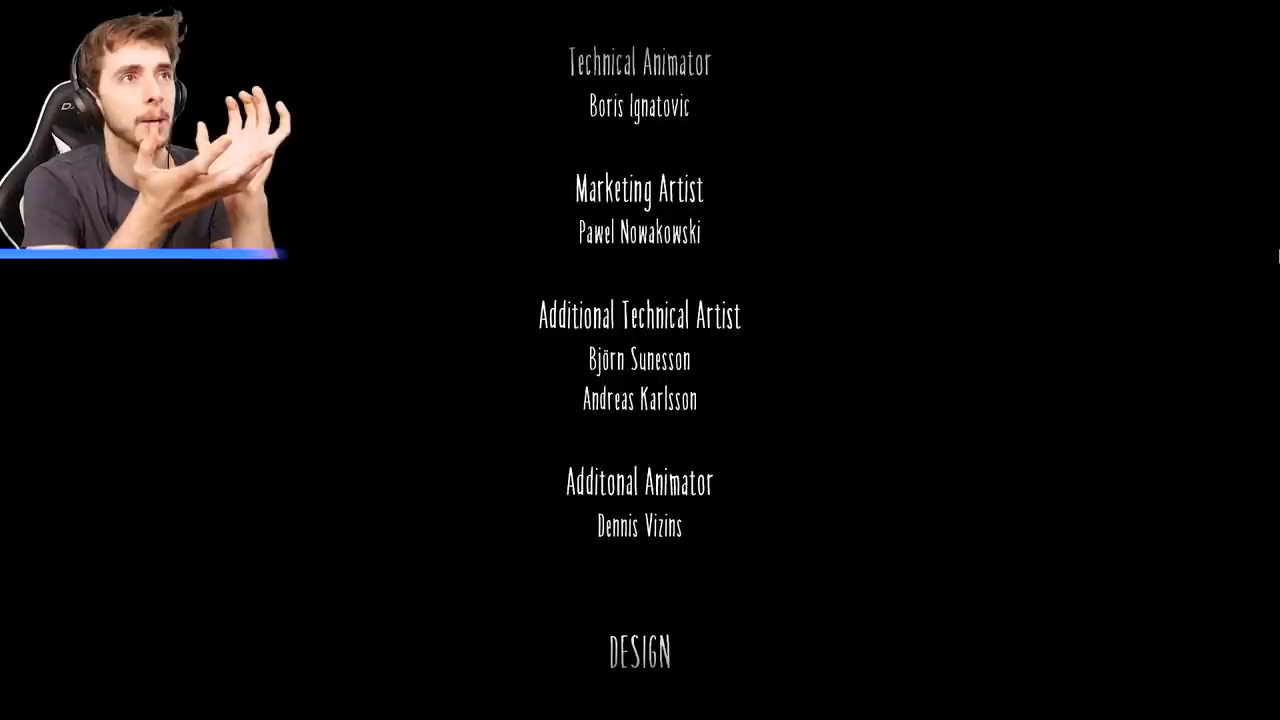 Technical Animator
Boris Ignatovic
Marketing Artist
Pawel Nowakowski
Additional Technical Artist
Björn Sunesson
Andreas Karlsson
Additonal Animator
Dennis Vizins
DESIGN